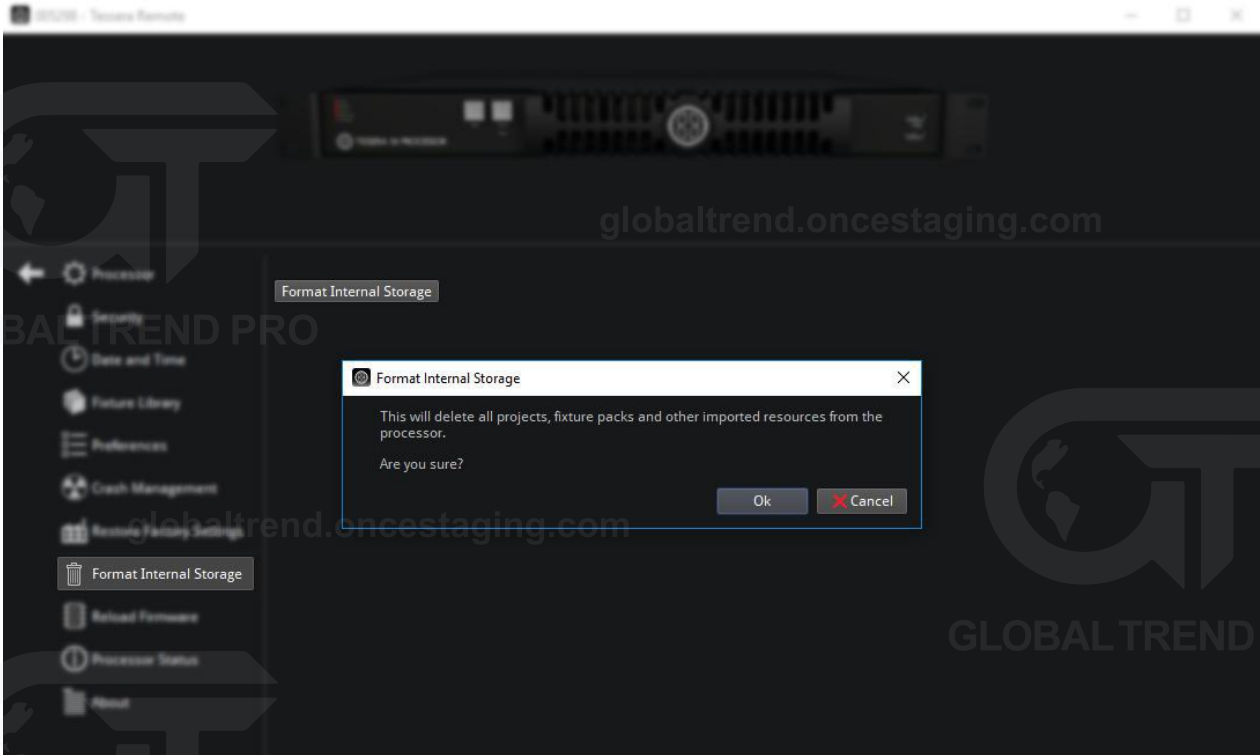 Tessera Remote
globaltrend.oncestaging.com
Processor
Format Internal Storage
Security
BAL TREND PRO
Date and Time
Format Internal Storage
Fixture Library
This will delete all projects, fixture packs and other imported resources from the
processor.
Preferences
Are you sure?
Crash Management
Ok
Cancel
Restore Factory Settings
globaltrend.oncestaging.com
Format Internal Storage
Reload Firmware
GLOBAL TREND
Processor Status
About